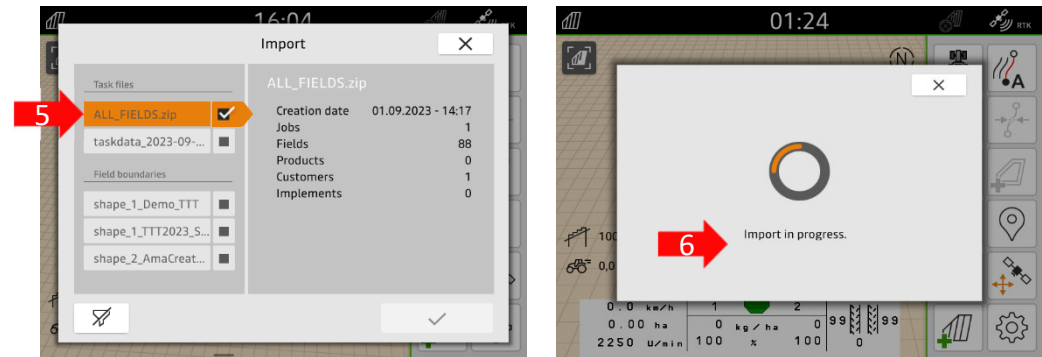 16:04
RTK
Import
Task files
ALL_FIELDS.zip
taskdata_2023-09-...
Field boundaries
shape_1_Demo_TTT
shape_1_TTT2023_S...
shape_2_AmaCreat...
ALL_FIELDS.zip
Creation date 01.09.2023 - 14:17
Jobs 1
Fields 88
Products 0
Customers 1
Implements 0
5
01:24
RTK
N
A
Import in progress.
6
100
0,0
0.0 km/h 1 2
0.00 ha 0 kg/ha 0 99 99
2250 U/min 100 % 100 0